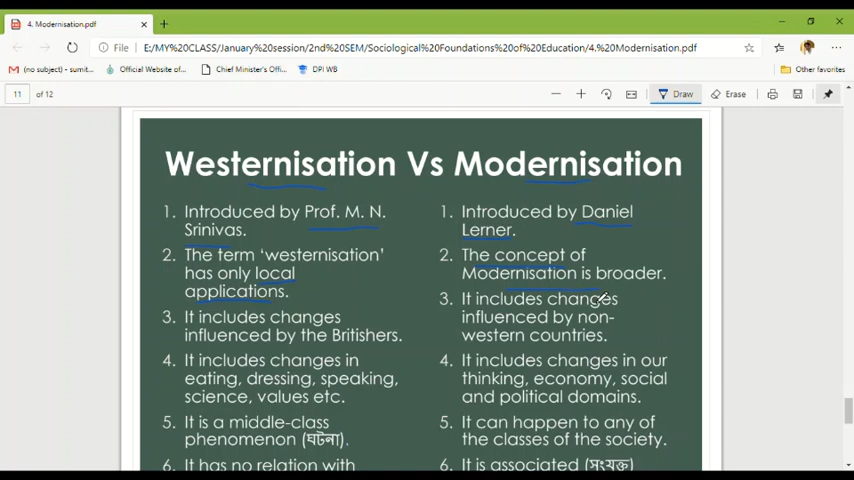 4. Modernisation.pdf
File
E:/MY%20CLASS/January%20session/2nd%20SEM/Sociological%20Foundations%20of%20Education/4.%20Modernisation.pdf
(no subject) - sumit...
Official Website of...
Chief Minister's Offi...
DPI WB
Other favorites
11 of 12
Draw
Erase
Westernisation Vs Modernisation
1. Introduced by Prof. M. N.
Srinivas.
2. The term ‘westernisation’
has only local
applications.
3. It includes changes
influenced by the Britishers.
4. It includes changes in
eating, dressing, speaking,
science, values etc.
5. It is a middle-class
phenomenon (ঘটনা).
6. It has no relation with
1. Introduced by Daniel
Lerner.
2. The concept of
Modernisation is broader.
3. It includes changes
influenced by non-
western countries.
4. It includes changes in our
thinking, economy, social
and political domains.
5. It can happen to any of
the classes of the society.
6. It is associated (সংযুক্ত)